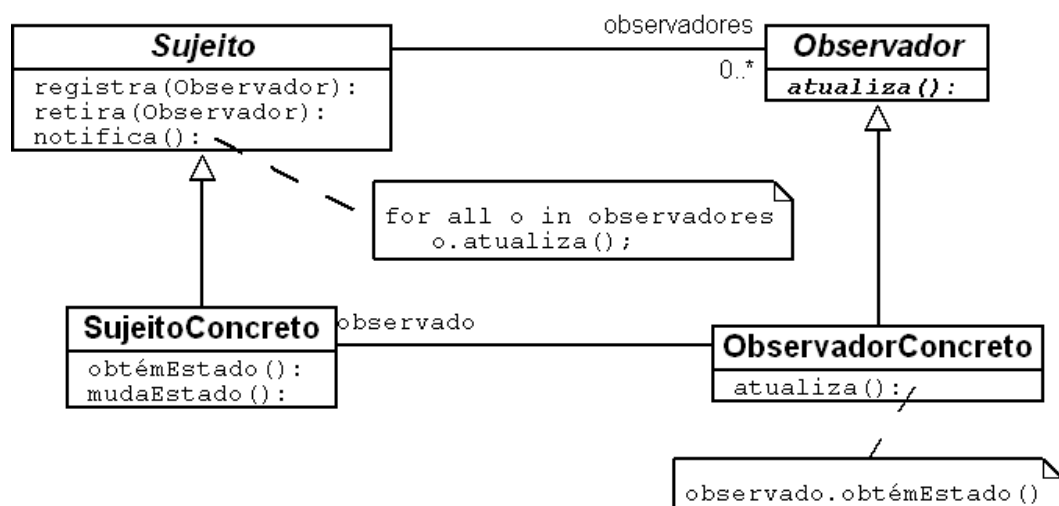 Sujeito
registra(Observador):
retira(Observador):
notifica():
observadores
0..*
Observador
atualiza():
for all o in observadores
o.atualiza();
SujeitoConcreto
obtémEstado():
mudaEstado():
observado
ObservadorConcreto
atualiza():
observado.obtémEstado()